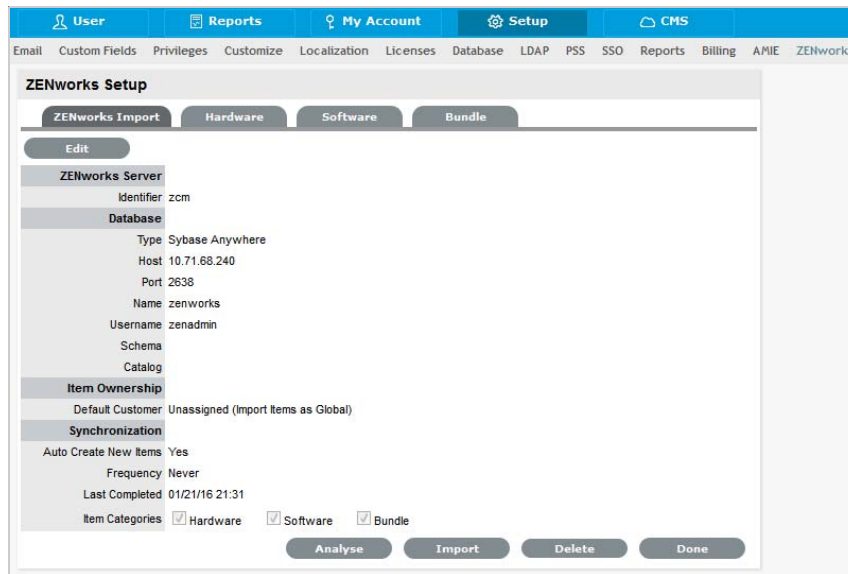 User Reports My Account Setup CMS
Email Custom Fields Privileges Customize Localization Licenses Database LDAP PSS SSO Reports Billing AMIE ZENwork
ZENworks Setup
ZENworks Import Hardware Software Bundle
Edit
ZENworks Server
Identifier zcm
Database
Type Sybase Anywhere
Host 10.71.68.240
Port 2638
Name zenworks
Username zenadmin
Schema
Catalog
Item Ownership
Default Customer Unassigned (Import Items as Global)
Synchronization
Auto Create New Items Yes
Frequency Never
Last Completed 01/21/16 21:31
Item Categories Hardware Software Bundle
Analyse Import Delete Done